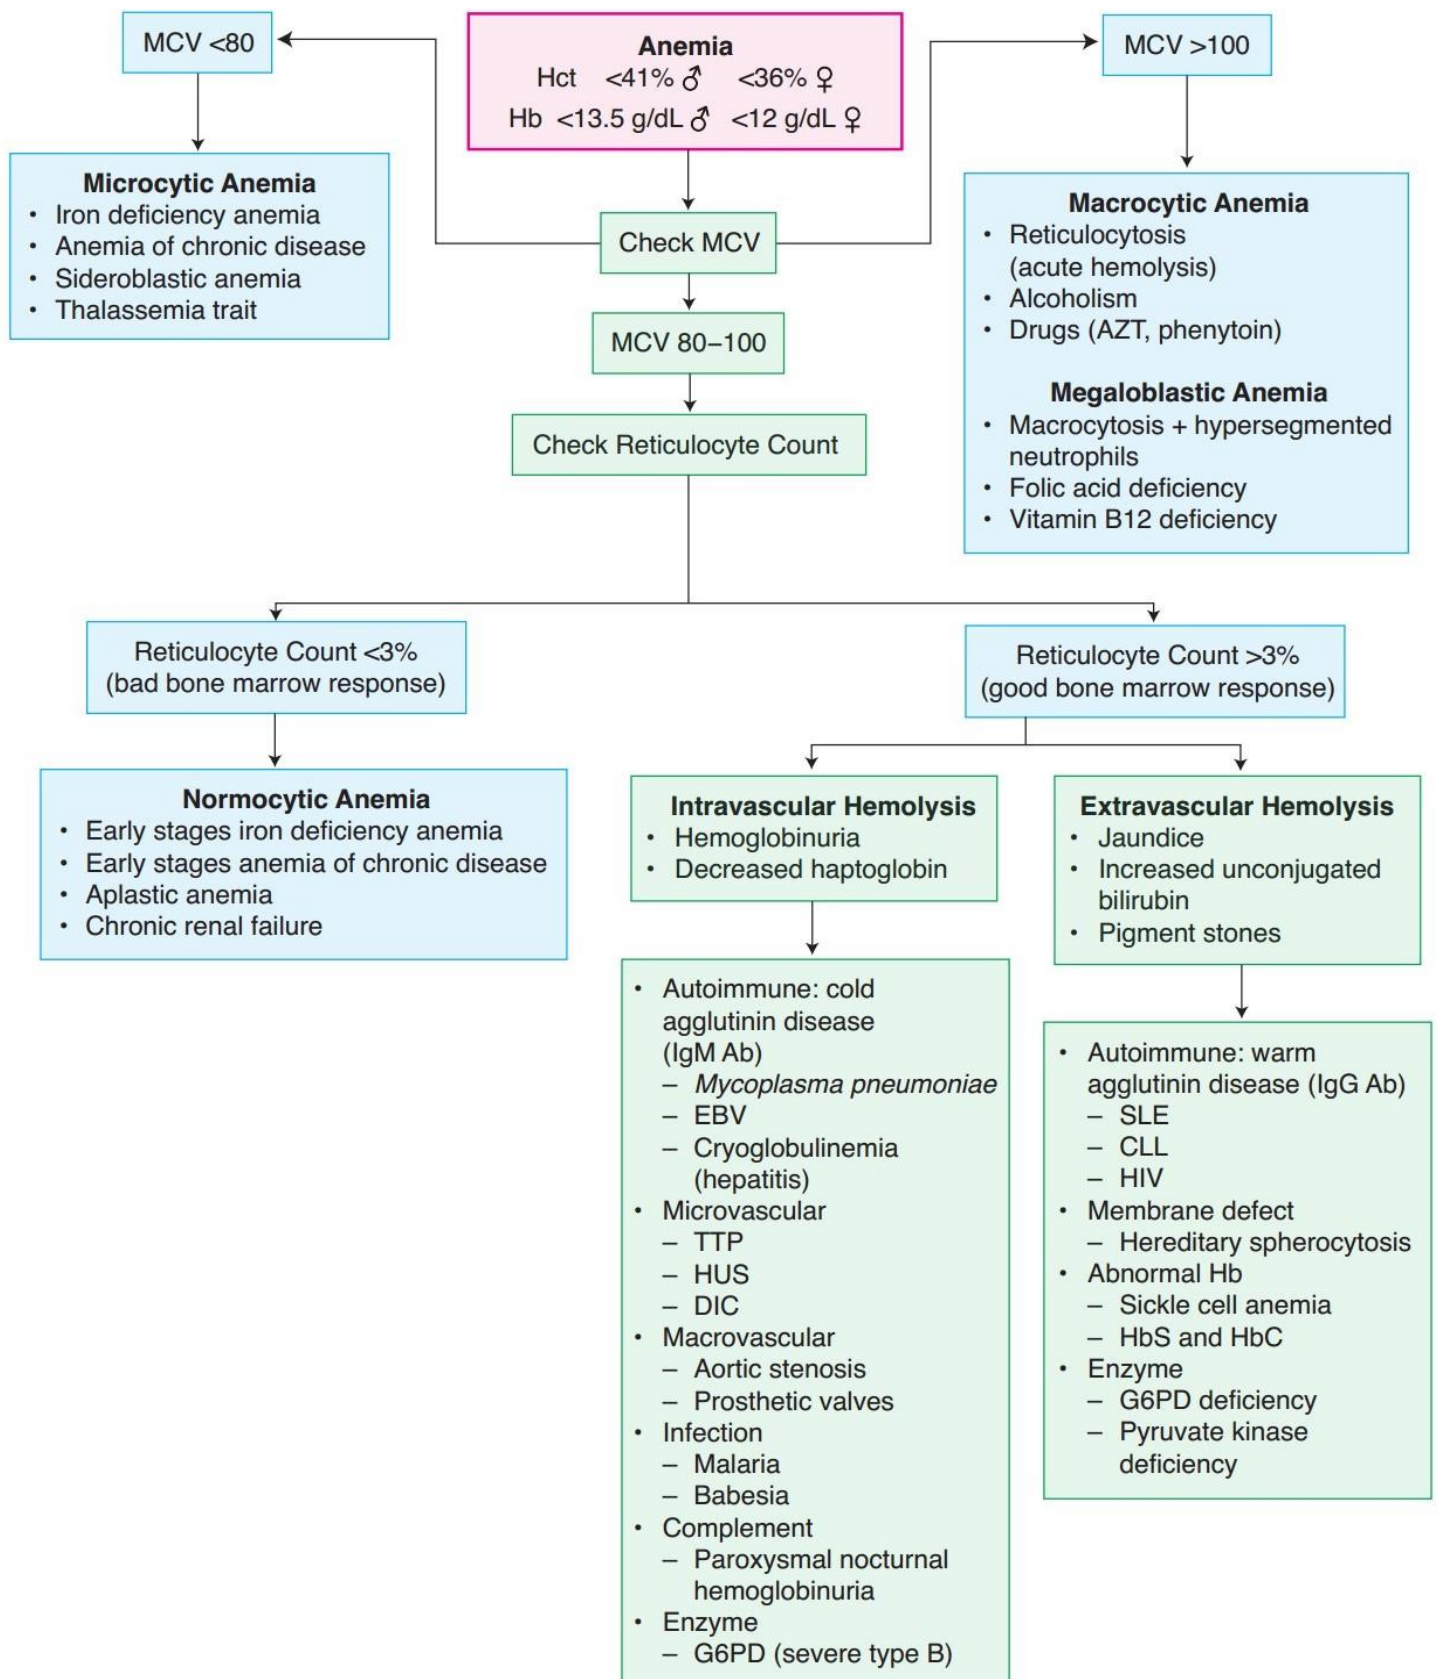 MCV <80
Anemia
Hct <41% ♂ <36% ♀
Hb <13.5 g/dL ♂ <12 g/dL ♀
MCV >100
Microcytic Anemia
• Iron deficiency anemia
• Anemia of chronic disease
• Sideroblastic anemia
• Thalassemia trait
Check MCV
MCV 80–100
Check Reticulocyte Count
Macrocytic Anemia
• Reticulocytosis
(acute hemolysis)
• Alcoholism
• Drugs (AZT, phenytoin)
Megaloblastic Anemia
• Macrocytosis + hypersegmented
neutrophils
• Folic acid deficiency
• Vitamin B12 deficiency
Reticulocyte Count <3%
(bad bone marrow response)
Reticulocyte Count >3%
(good bone marrow response)
Normocytic Anemia
• Early stages iron deficiency anemia
• Early stages anemia of chronic disease
• Aplastic anemia
• Chronic renal failure
Intravascular Hemolysis
• Hemoglobinuria
• Decreased haptoglobin
Extravascular Hemolysis
• Jaundice
• Increased unconjugated
bilirubin
• Pigment stones
• Autoimmune: cold
agglutinin disease
(IgM Ab)
– Mycoplasma pneumoniae
– EBV
– Cryoglobulinemia
(hepatitis)
• Microvascular
– TTP
– HUS
– DIC
• Macrovascular
– Aortic stenosis
– Prosthetic valves
• Infection
– Malaria
– Babesia
• Complement
– Paroxysmal nocturnal
hemoglobinuria
• Enzyme
– G6PD (severe type B)
• Autoimmune: warm
agglutinin disease (IgG Ab)
– SLE
– CLL
– HIV
• Membrane defect
– Hereditary spherocytosis
• Abnormal Hb
– Sickle cell anemia
– HbS and HbC
• Enzyme
– G6PD deficiency
– Pyruvate kinase
deficiency